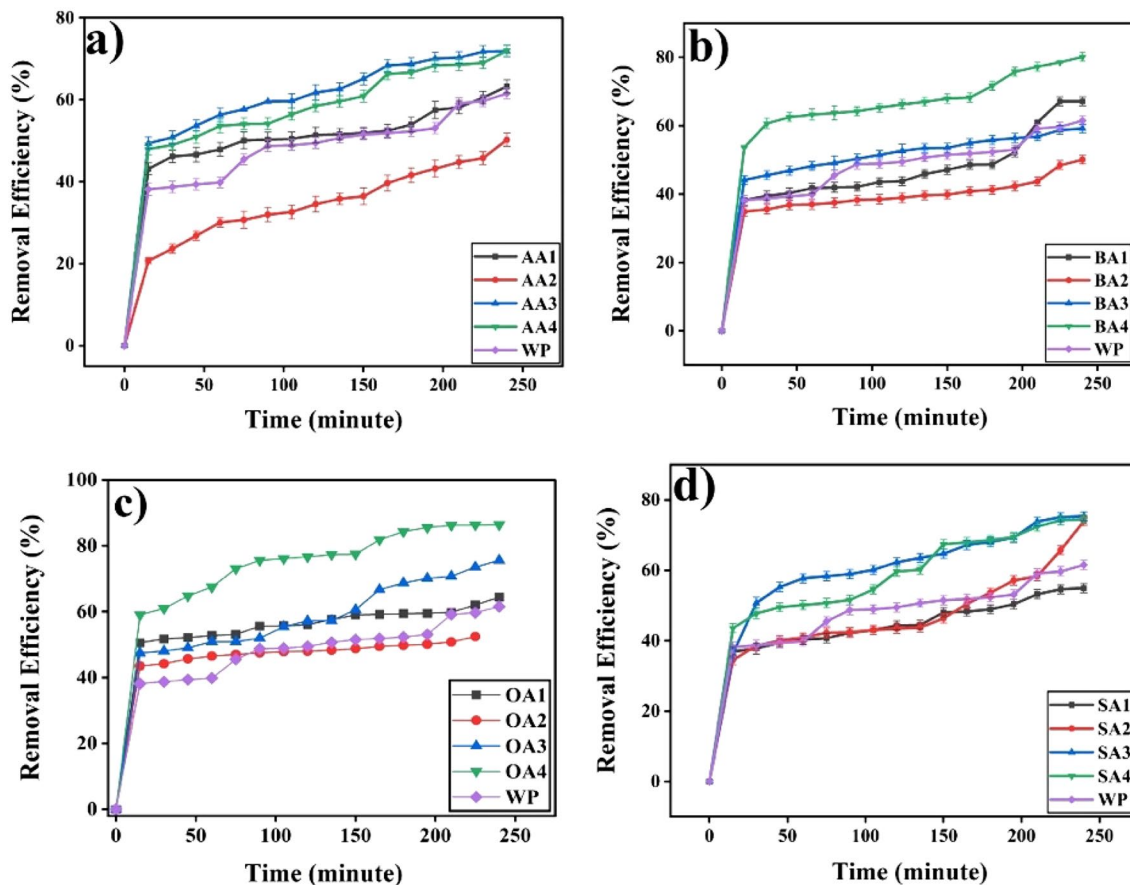 a)
Removal Efficiency (%)
80
60
40
20
0
AA1
AA2
AA3
AA4
WP
0 50 100 150 200 250
Time (minute)
b)
Removal Efficiency (%)
80
60
40
20
0
BA1
BA2
BA3
BA4
WP
0 50 100 150 200 250
Time (minute)
c)
Removal Efficiency (%)
100
80
60
40
20
0
OA1
OA2
OA3
OA4
WP
0 50 100 150 200 250
Time (minute)
d)
Removal Efficiency (%)
80
60
40
20
0
SA1
SA2
SA3
SA4
WP
0 50 100 150 200 250
Time (minute)